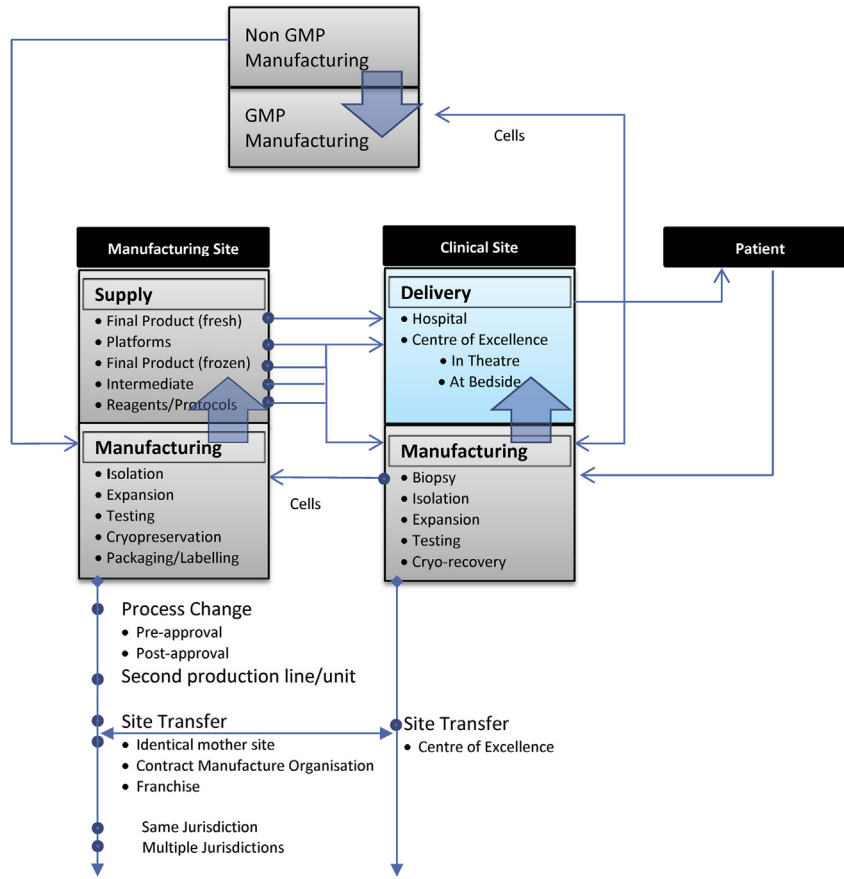 Non GMP
Manufacturing
GMP
Manufacturing
Cells
Manufacturing Site
Clinical Site
Patient
Supply
• Final Product (fresh)
• Platforms
• Final Product (frozen)
• Intermediate
• Reagents/Protocols
Delivery
• Hospital
• Centre of Excellence
• In Theatre
• At Bedside
Manufacturing
• Isolation
• Expansion
• Testing
• Cryopreservation
• Packaging/Labelling
Cells
Manufacturing
• Biopsy
• Isolation
• Expansion
• Testing
• Cryo-recovery
Process Change
• Pre-approval
• Post-approval
Second production line/unit
Site Transfer
• Identical mother site
• Contract Manufacture Organisation
• Franchise
Same Jurisdiction
Multiple Jurisdictions
Site Transfer
• Centre of Excellence